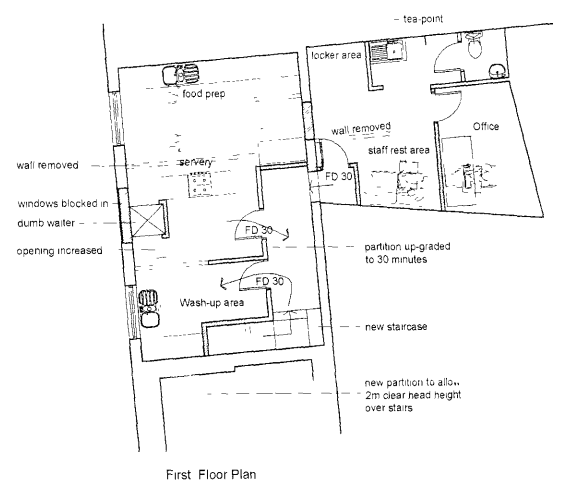 tea-point
locker area
food prep
Office
wall removed
staff rest area
servery
wall removed
FD 30
windows blocked in
dumb waiter
FD 30
opening increased
partition up-graded
to 30 minutes
FD 30
Wash-up area
new staircase
new partition to allow
2m clear head height
over stairs
First Floor Plan